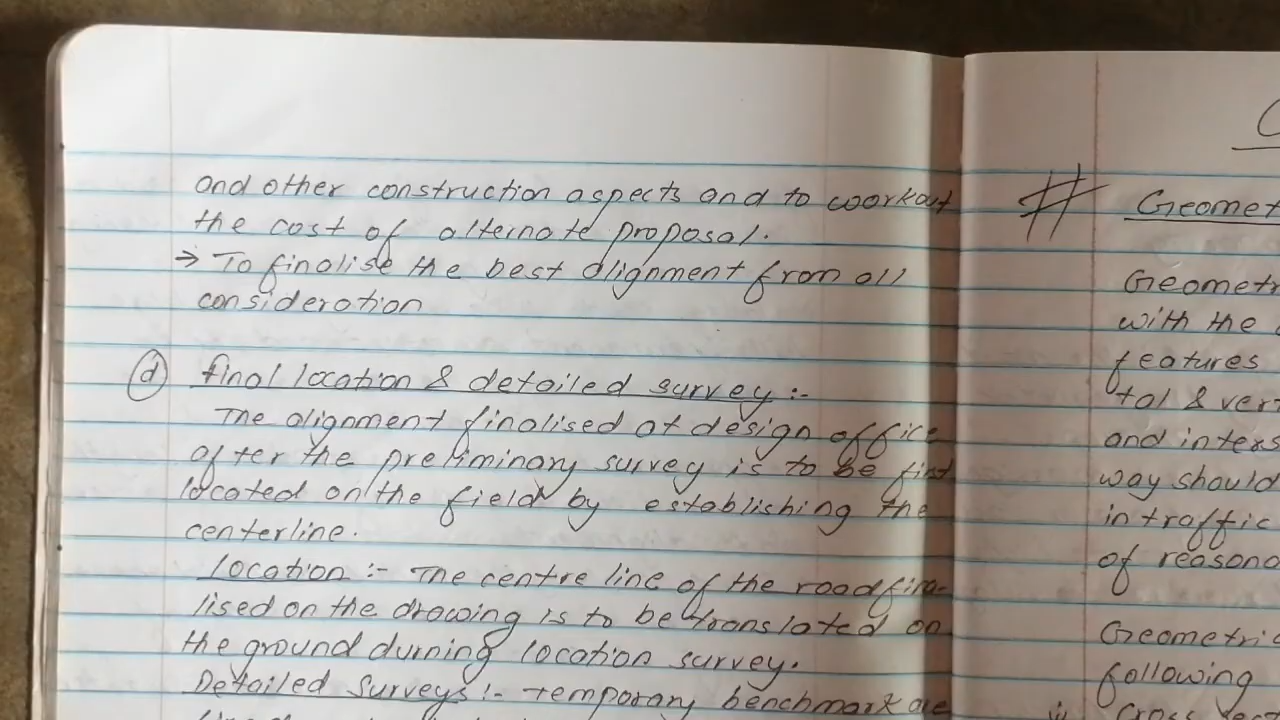 and other construction aspects and to workout
the cost of alternate proposal.
→ To finalise the best alignment from all
consideration
(d) final location & detailed survey :-
The alignment finalised at design office
after the preliminary survey is to be first
located on the field by establishing the
centerline.
Location :- The centre line of the road fina-
lised on the drawing is to be translated on
the ground durning location survey.
Detailed Surveys :- temporary benchmark are
# Geomet
Geometr
with the
features
tal & ver
and inters
way should
in traffic
of reasona
Geometric
following